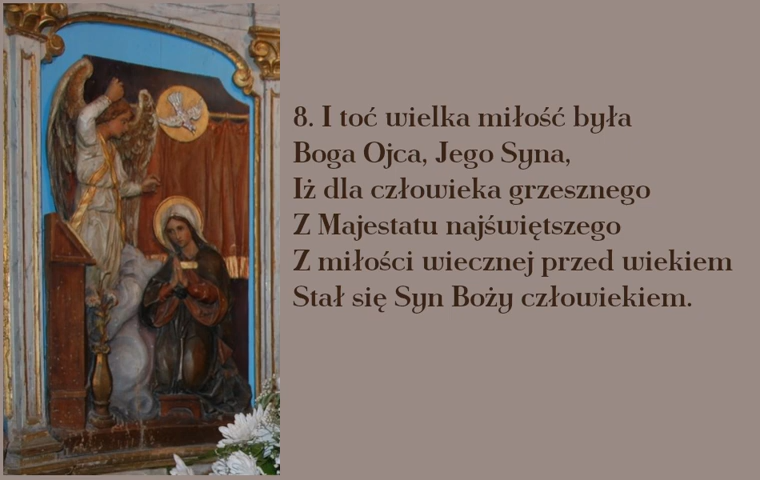 8. I toć wielka miłość była
Boga Ojca, Jego Syna,
Iż dla człowieka grzesznego
Z Majestatu najświętszego
Z miłości wiecznej przed wiekiem
Stał się Syn Boży człowiekiem.